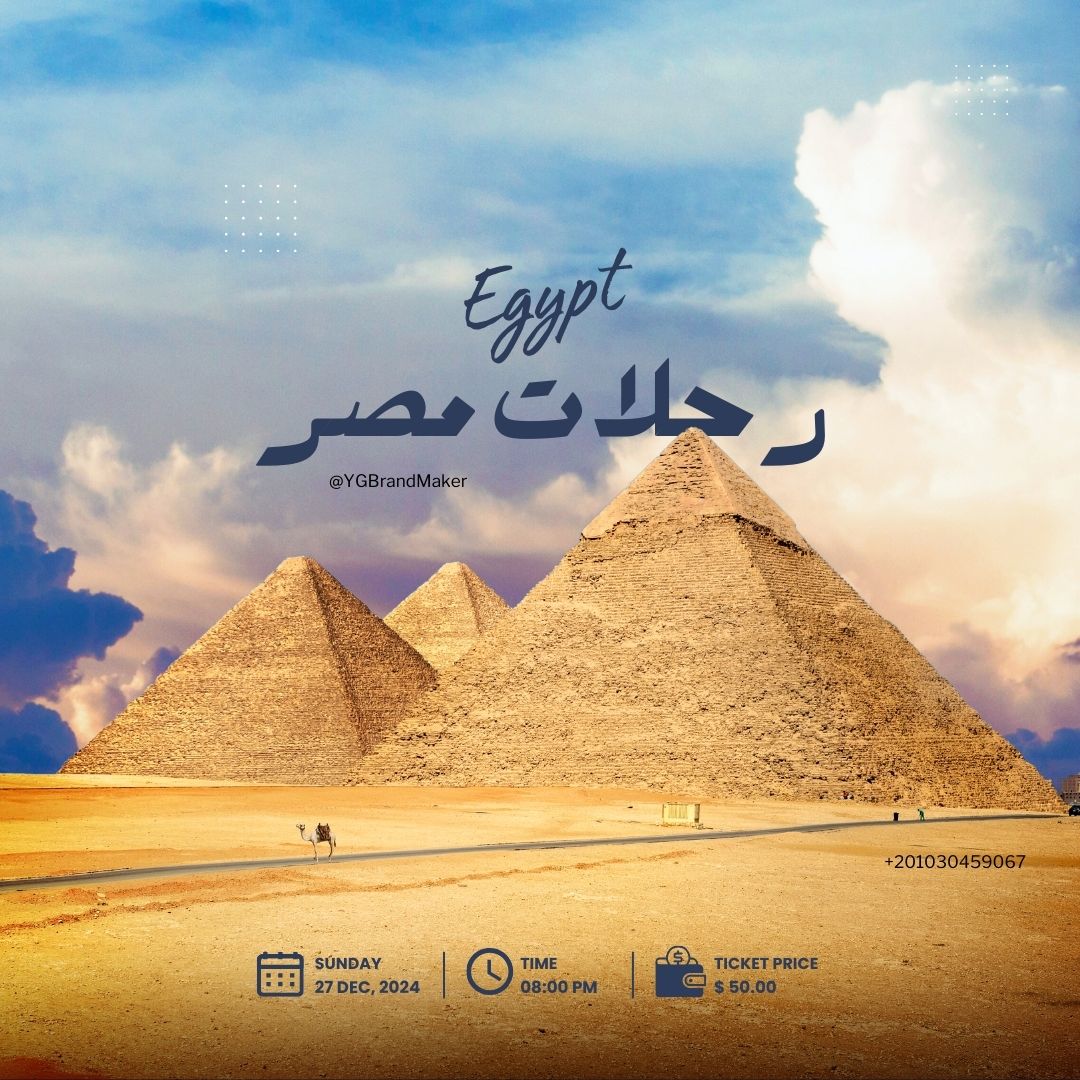 Egypt
رحلات مصر
@YGBrandMaker
+201030459067
SUNDAY
27 DEC, 2024
TIME
08:00 PM
TICKET PRICE
$ 50.00